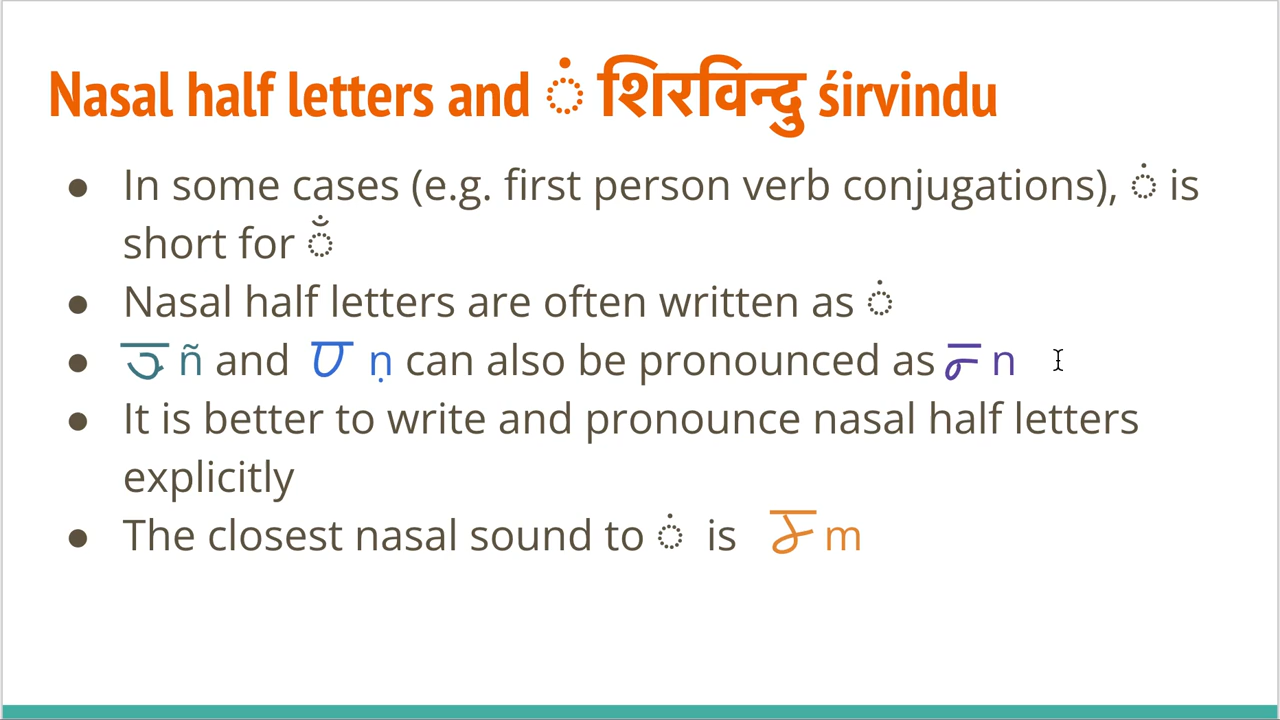 Nasal half letters and ◌ं शिरविन्दु śirvindu
● In some cases (e.g. first person verb conjugations), ◌ं is
short for ◌ँ
● Nasal half letters are often written as ◌ं
● ञ्‍ ñ and ण्‍ ṇ can also be pronounced as न्‍ n
● It is better to write and pronounce nasal half letters
explicitly
● The closest nasal sound to ◌ं is म्‍ m